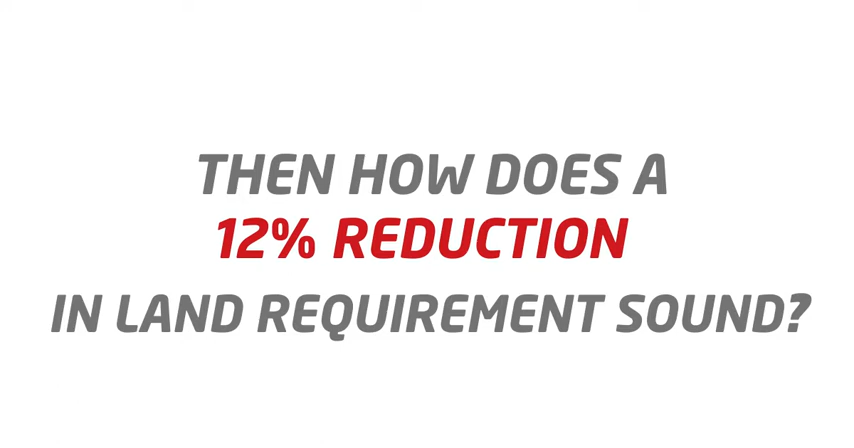 THEN HOW DOES A
12% REDUCTION
IN LAND REQUIREMENT SOUND?